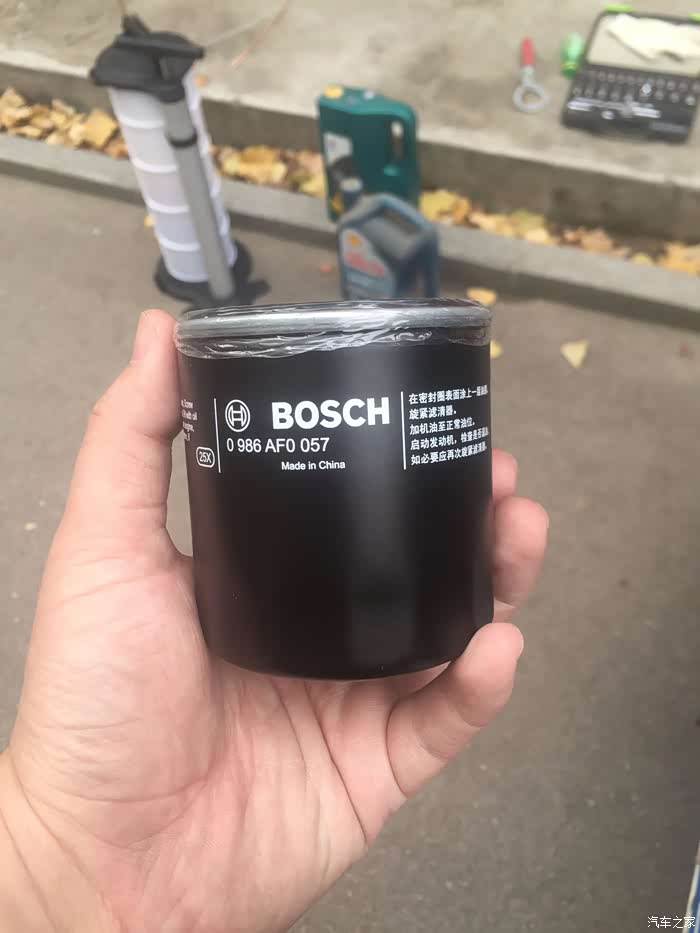 BOSCH
0 986 AF0 057
Made in China
25X
在密封圈表面涂上一层油膜,
旋紧滤清器。
加机油至正常油位。
启动发动机,检查是否漏油,
如必要应再次旋紧滤清器。
汽车之家